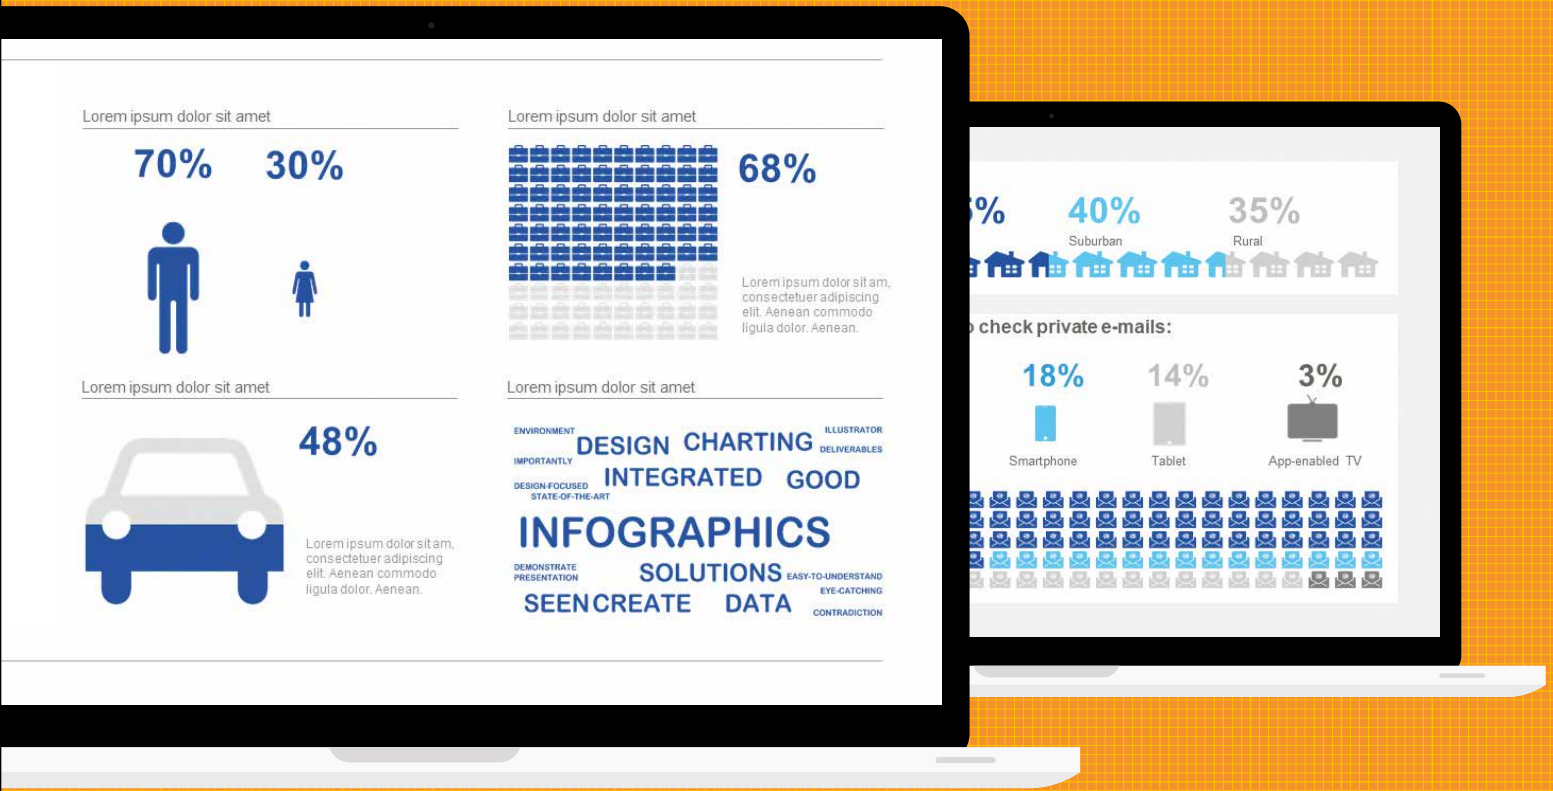 Lorem ipsum dolor sit amet
70% 30%
Lorem ipsum dolor sit amet
68%
Lorem ipsum dolor sit am,
consectetuer adipiscing
elit. Aenean commodo
ligula dolor. Aenean.
Lorem ipsum dolor sit amet
48%
Lorem ipsum dolor sit am,
consectetuer adipiscing
elit. Aenean commodo
ligula dolor. Aenean.
Lorem ipsum dolor sit amet
ENVIRONMENT
DESIGN
CHARTING
ILLUSTRATOR
DELIVERABLES
IMPORTANTLY
INTEGRATED
GOOD
DESIGN-FOCUSED
STATE-OF-THE-ART
INFOGRAPHICS
DEMONSTRATE
PRESENTATION
SOLUTIONS
EASY-TO-UNDERSTAND
EYE-CATCHING
SEEN CREATE DATA
CONTRADICTION
% 40% 35%
Suburban Rural
check private e-mails:
18% 14% 3%
Smartphone Tablet App-enabled TV